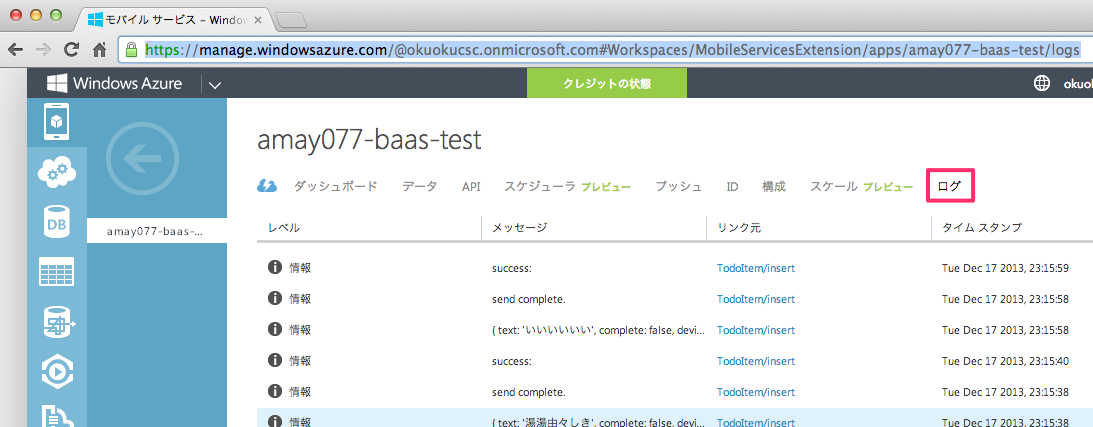 モバイル サービス - Window
https://manage.windowsazure.com/@okuokucsc.onmicrosoft.com#Workspaces/MobileServicesExtension/apps/amay077-baas-test/logs
Windows Azure クレジットの状態 okuok
amay077-baas-test
ダッシュボード データ API スケジューラ プレビュー プッシュ ID 構成 スケール プレビュー ログ
DB
amay077-baas-...
レベル メッセージ リンク元 タイム スタンプ
情報 success: TodoItem/insert Tue Dec 17 2013, 23:15:59
情報 send complete. TodoItem/insert Tue Dec 17 2013, 23:15:58
情報 { text: 'いいいいいい', complete: false, devi... TodoItem/insert Tue Dec 17 2013, 23:15:58
情報 success: TodoItem/insert Tue Dec 17 2013, 23:15:40
情報 send complete. TodoItem/insert Tue Dec 17 2013, 23:15:38
情報 { text: '湯湯由々しき', complete: false, devi... TodoItem/insert Tue Dec 17 2013, 23:15:38